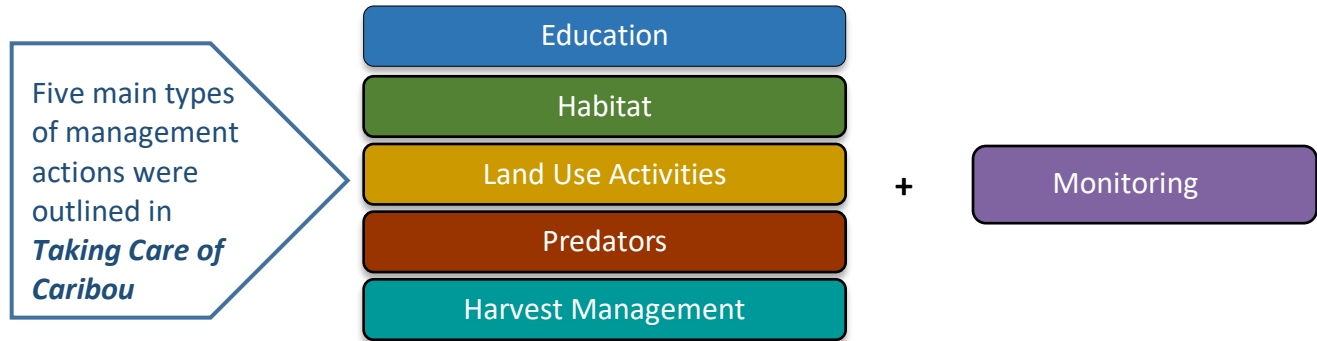 Five main types
of management
actions were
outlined in
Taking Care of
Caribou
Education
Habitat
Land Use Activities
Predators
Harvest Management
+
Monitoring